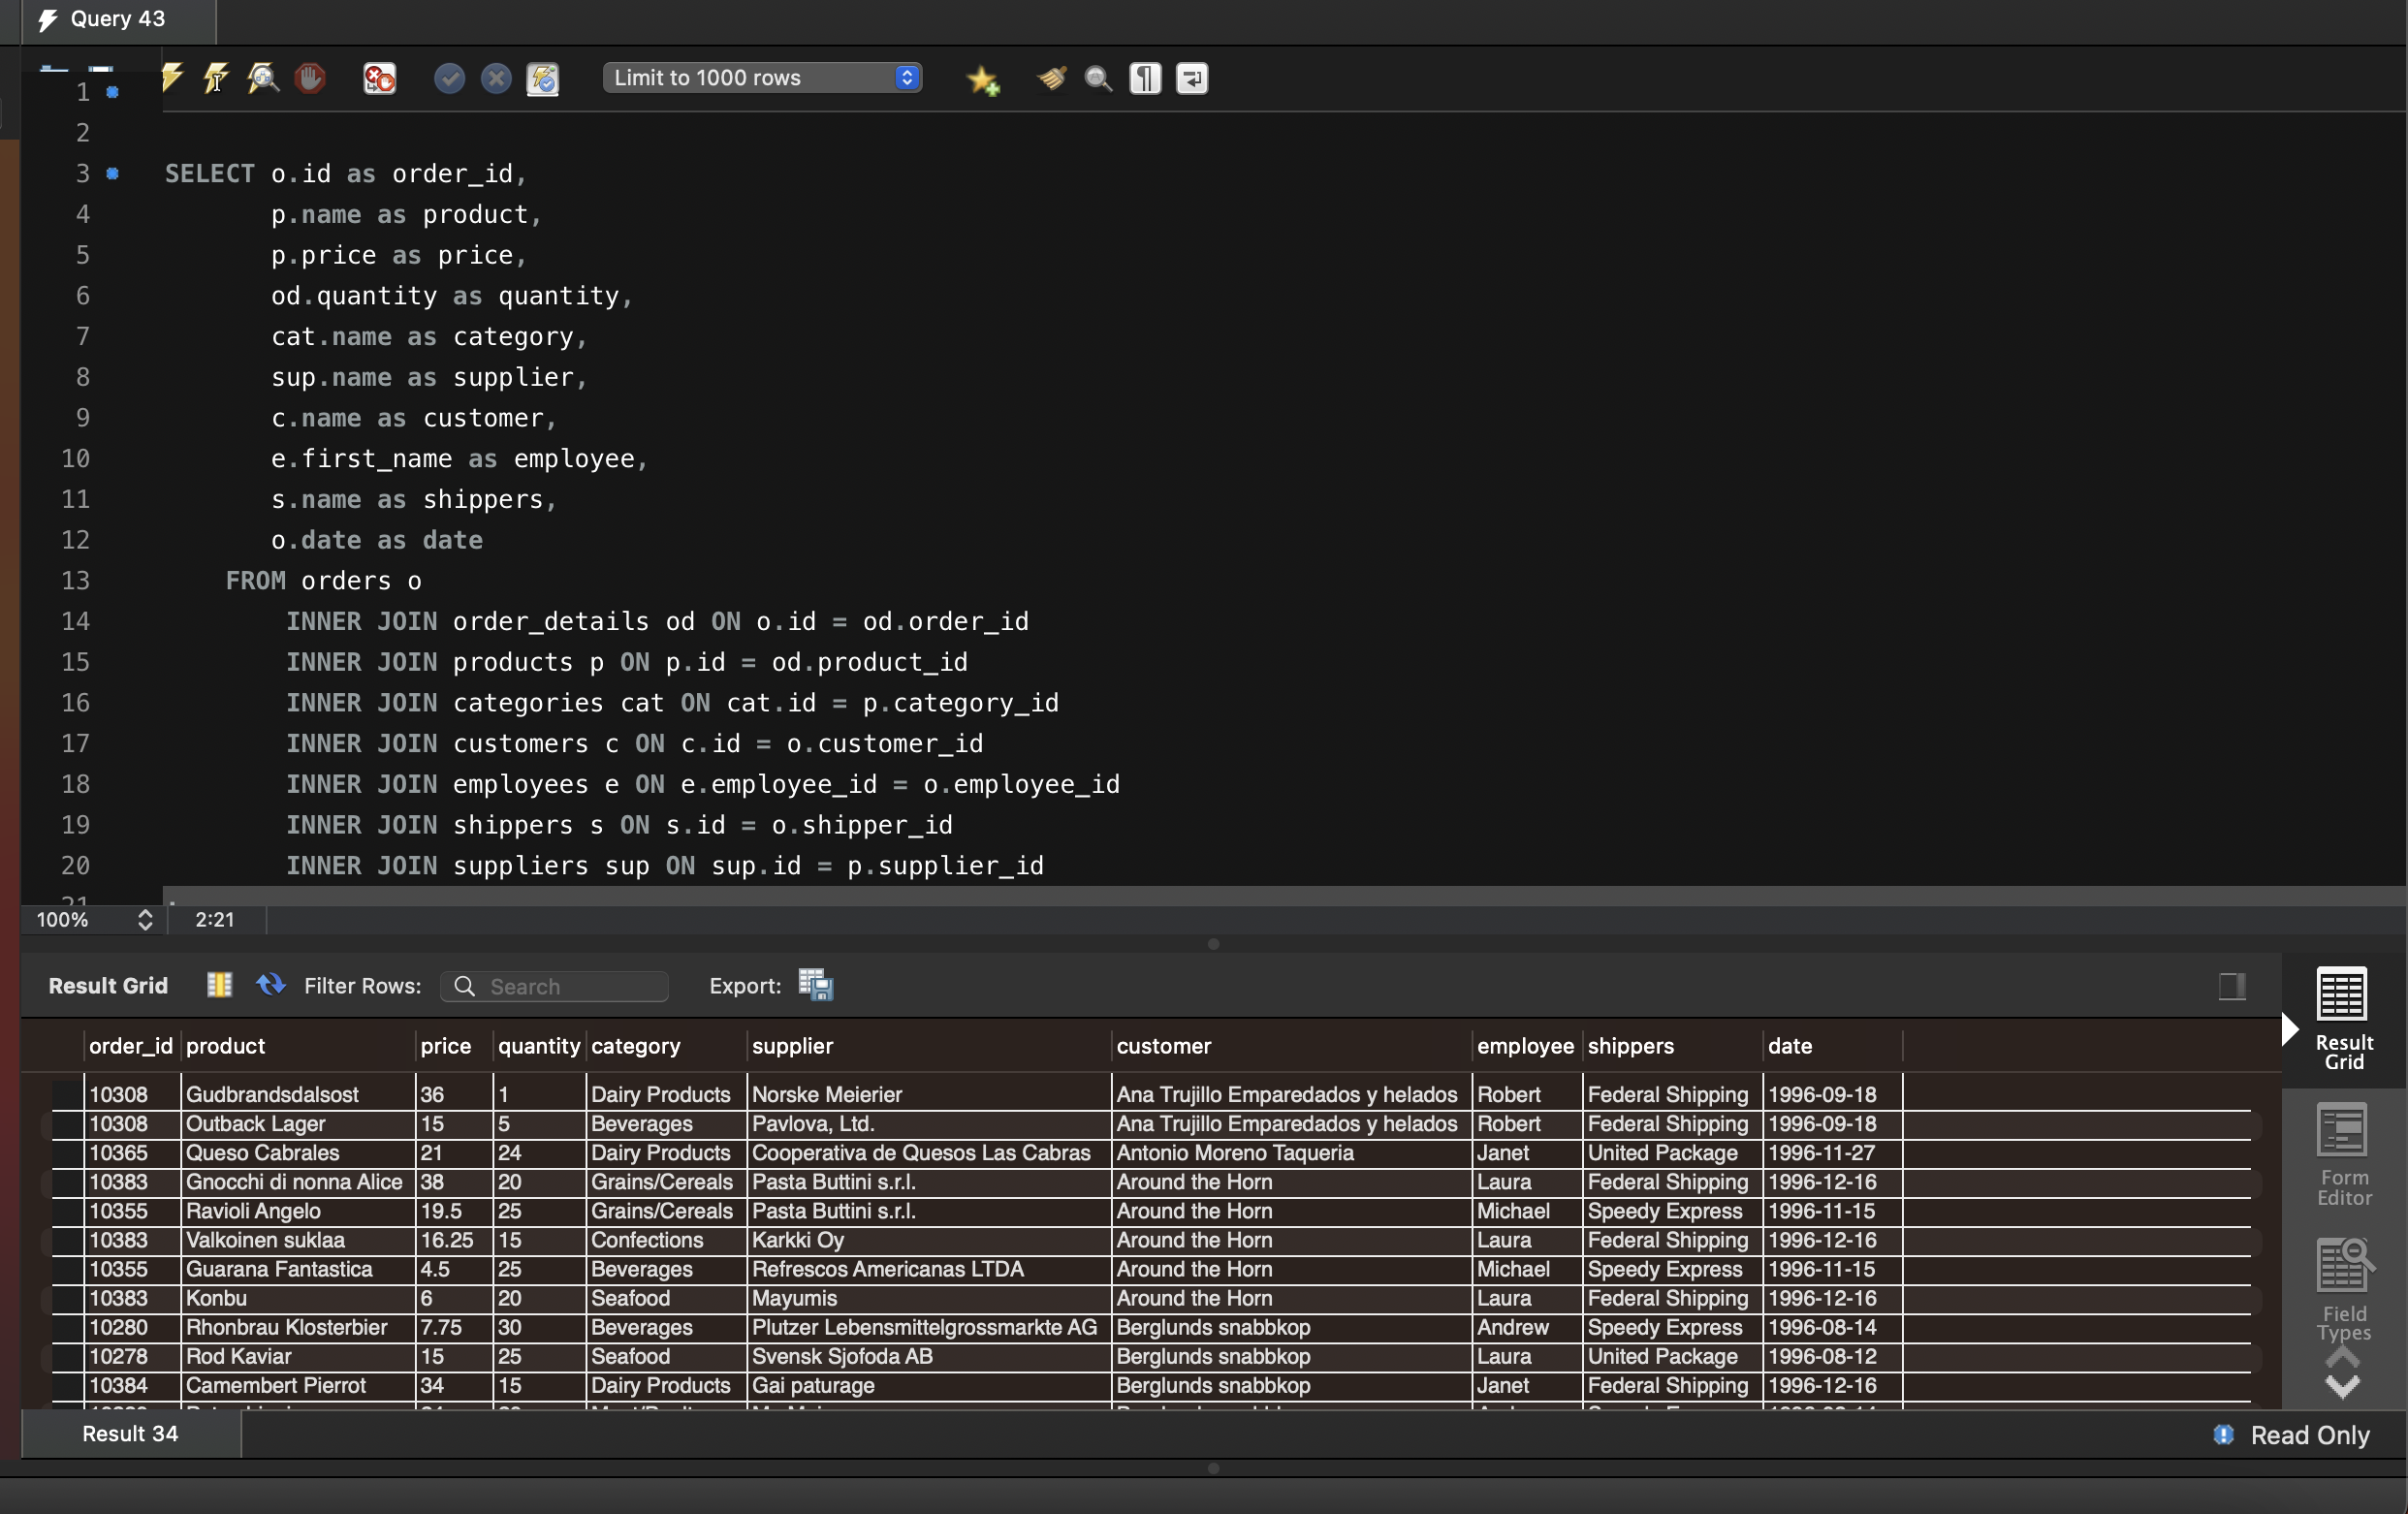 Query 43
Limit to 1000 rows
1
2
3 SELECT o.id as order_id,
4 p.name as product,
5 p.price as price,
6 od.quantity as quantity,
7 cat.name as category,
8 sup.name as supplier,
9 c.name as customer,
10 e.first_name as employee,
11 s.name as shippers,
12 o.date as date
13 FROM orders o
14 INNER JOIN order_details od ON o.id = od.order_id
15 INNER JOIN products p ON p.id = od.product_id
16 INNER JOIN categories cat ON cat.id = p.category_id
17 INNER JOIN customers c ON c.id = o.customer_id
18 INNER JOIN employees e ON e.employee_id = o.employee_id
19 INNER JOIN shippers s ON s.id = o.shipper_id
20 INNER JOIN suppliers sup ON sup.id = p.supplier_id
21
100% 2:21
Result Grid Filter Rows: Search Export:
order_id product price quantity category supplier customer employee shippers date
10308 Gudbrandsdalsost 36 1 Dairy Products Norske Meierier Ana Trujillo Emparedados y helados Robert Federal Shipping 1996-09-18
10308 Outback Lager 15 5 Beverages Pavlova, Ltd. Ana Trujillo Emparedados y helados Robert Federal Shipping 1996-09-18
10365 Queso Cabrales 21 24 Dairy Products Cooperativa de Quesos Las Cabras Antonio Moreno Taqueria Janet United Package 1996-11-27
10383 Gnocchi di nonna Alice 38 20 Grains/Cereals Pasta Buttini s.r.l. Around the Horn Laura Federal Shipping 1996-12-16
10355 Ravioli Angelo 19.5 25 Grains/Cereals Pasta Buttini s.r.l. Around the Horn Michael Speedy Express 1996-11-15
10383 Valkoinen suklaa 16.25 15 Confections Karkki Oy Around the Horn Laura Federal Shipping 1996-12-16
10355 Guarana Fantastica 4.5 25 Beverages Refrescos Americanas LTDA Around the Horn Michael Speedy Express 1996-11-15
10383 Konbu 6 20 Seafood Mayumis Around the Horn Laura Federal Shipping 1996-12-16
10280 Rhonbrau Klosterbier 7.75 30 Beverages Plutzer Lebensmittelgrossmarkte AG Berglunds snabbkop Andrew Speedy Express 1996-08-14
10278 Rod Kaviar 15 25 Seafood Svensk Sjofoda AB Berglunds snabbkop Laura United Package 1996-08-12
10384 Camembert Pierrot 34 15 Dairy Products Gai paturage Berglunds snabbkop Janet Federal Shipping 1996-12-16
Result
Grid
Form
Editor
Field
Types
Result 34 Read Only